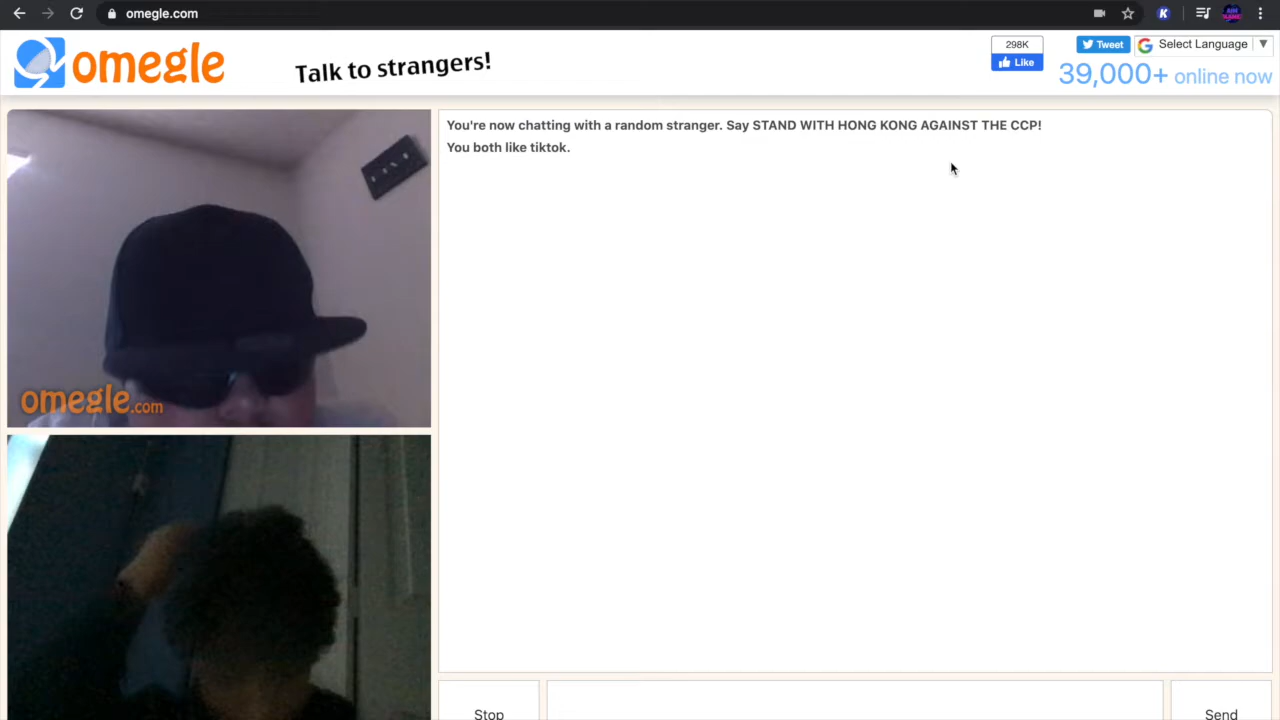 omegle.com
omegle
Talk to strangers!
298K
Like
Tweet
Select Language
39,000+ online now
You're now chatting with a random stranger. Say STAND WITH HONG KONG AGAINST THE CCP!
You both like tiktok.
omegle.com
Stop
Send